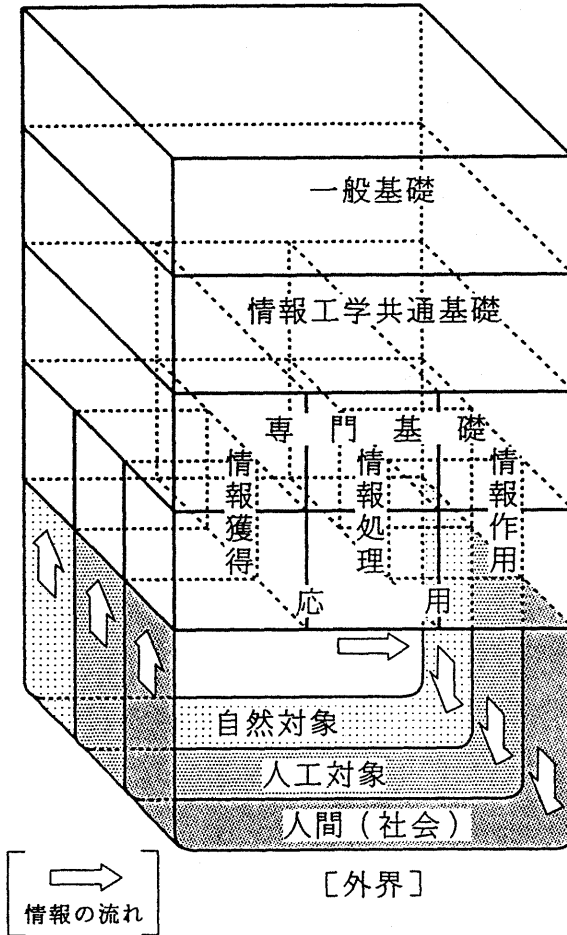 一般基礎
情報工学共通基礎
専門基礎
情報獲得
情報処理
情報作用
応用
自然対象
人工対象
人間（社会）
［外界］
情報の流れ